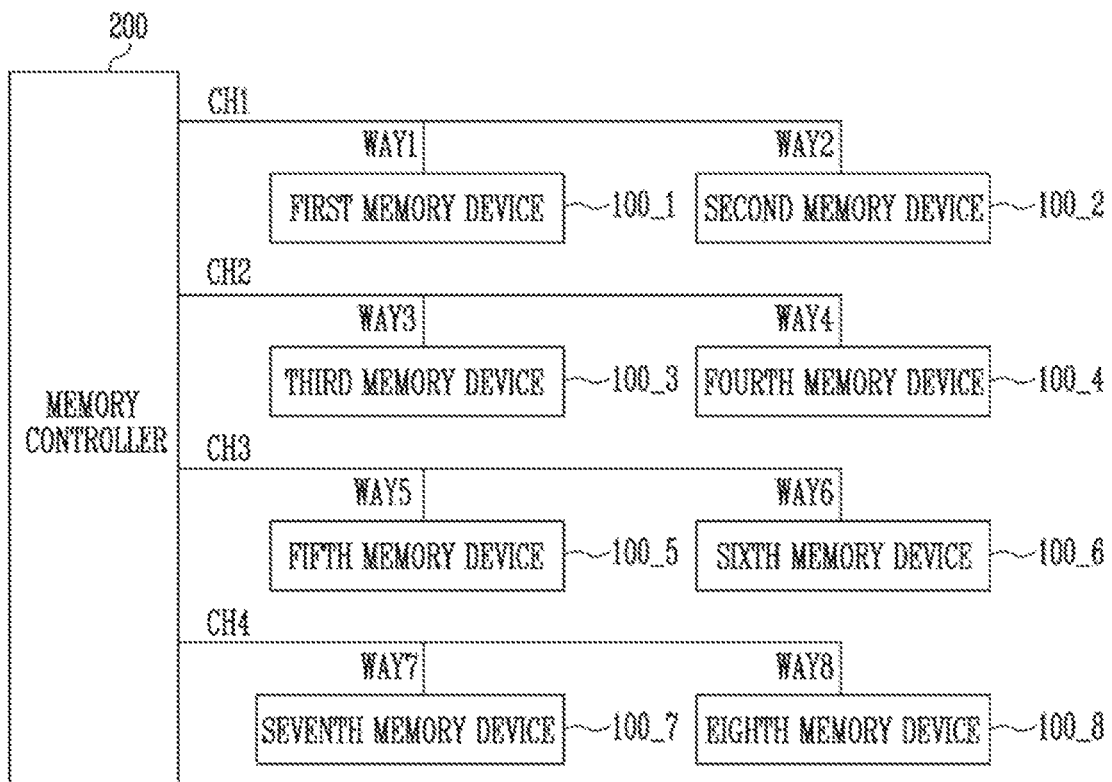 200
CH1
WAY1 WAY2
FIRST MEMORY DEVICE 100_1 SECOND MEMORY DEVICE 100_2
CH2
WAY3 WAY4
THIRD MEMORY DEVICE 100_3 FOURTH MEMORY DEVICE 100_4
MEMORY
CONTROLLER
CH3
WAY5 WAY6
FIFTH MEMORY DEVICE 100_5 SIXTH MEMORY DEVICE 100_6
CH4
WAY7 WAY8
SEVENTH MEMORY DEVICE 100_7 EIGHTH MEMORY DEVICE 100_8